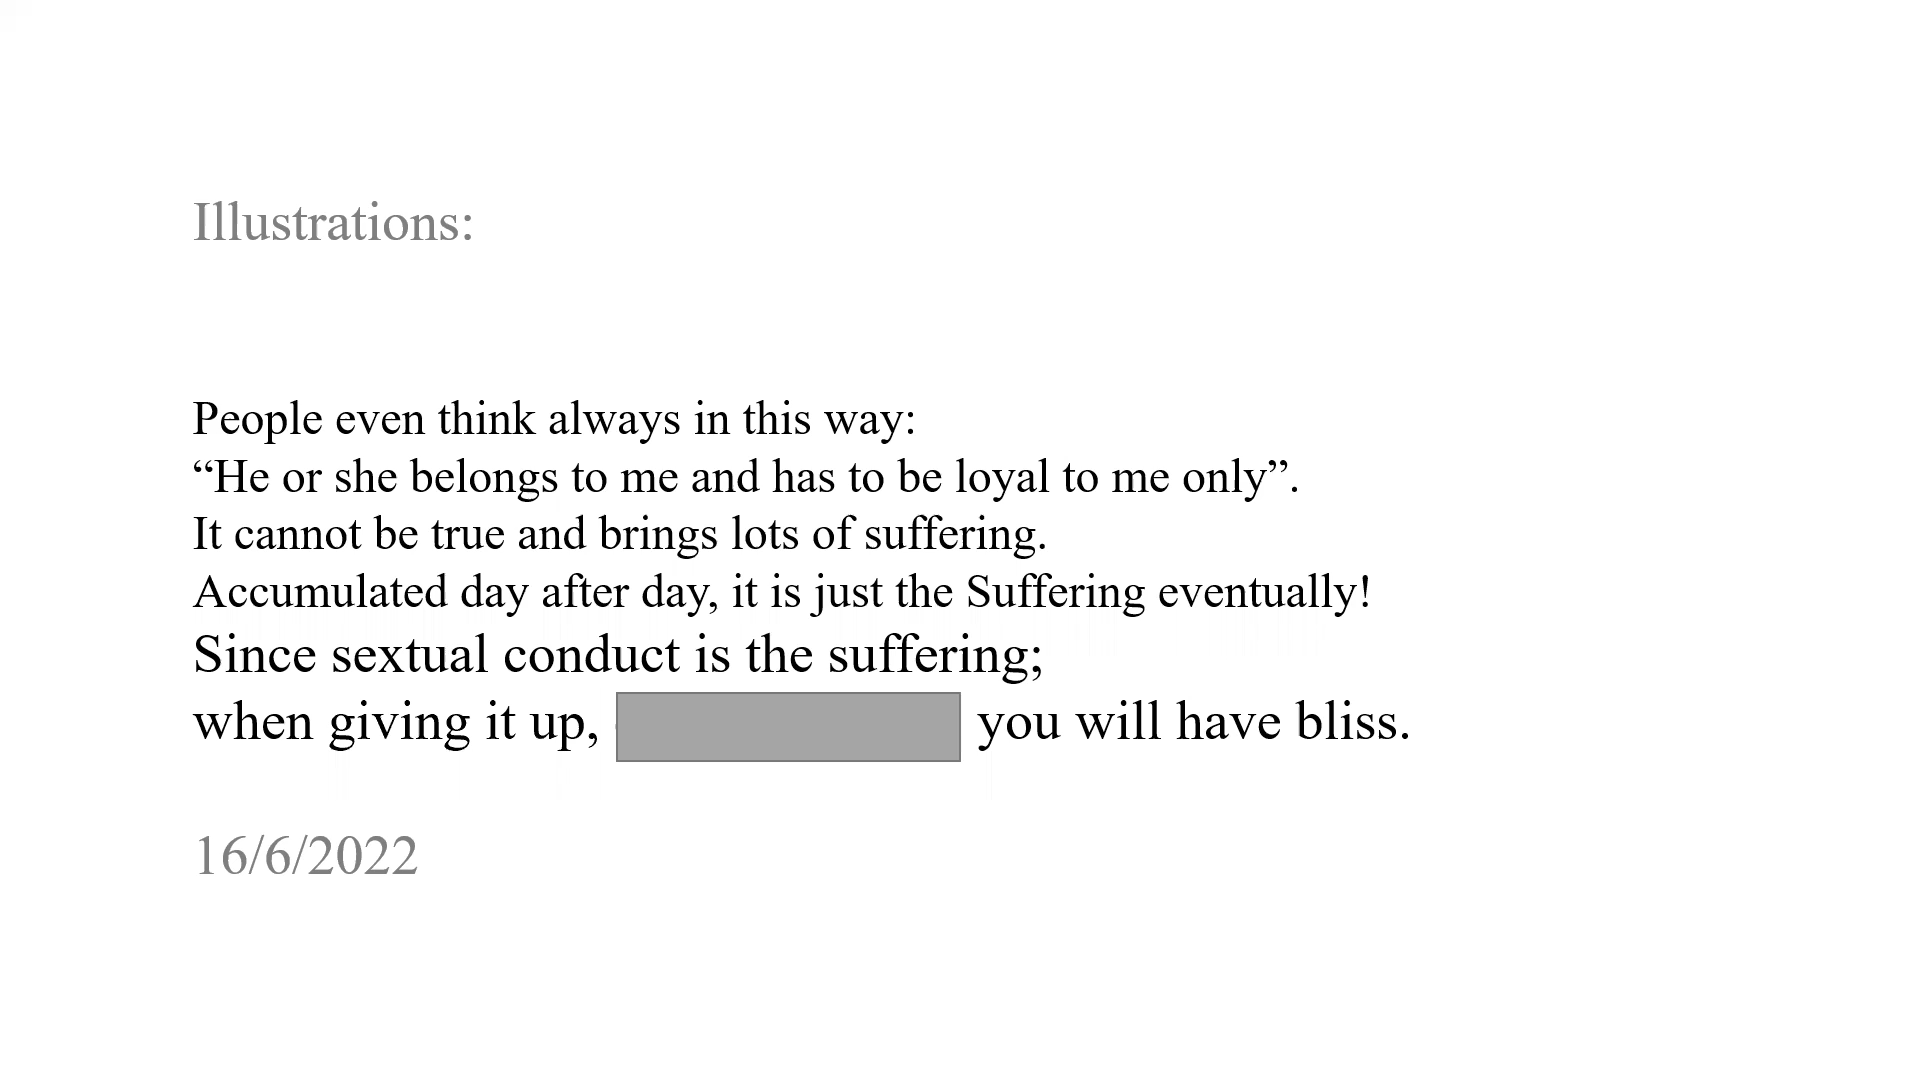 Illustrations:
People even think always in this way:
“He or she belongs to me and has to be loyal to me only”.
It cannot be true and brings lots of suffering.
Accumulated day after day, it is just the Suffering eventually!
Since sextual conduct is the suffering;
when giving it up, you will have bliss.
16/6/2022